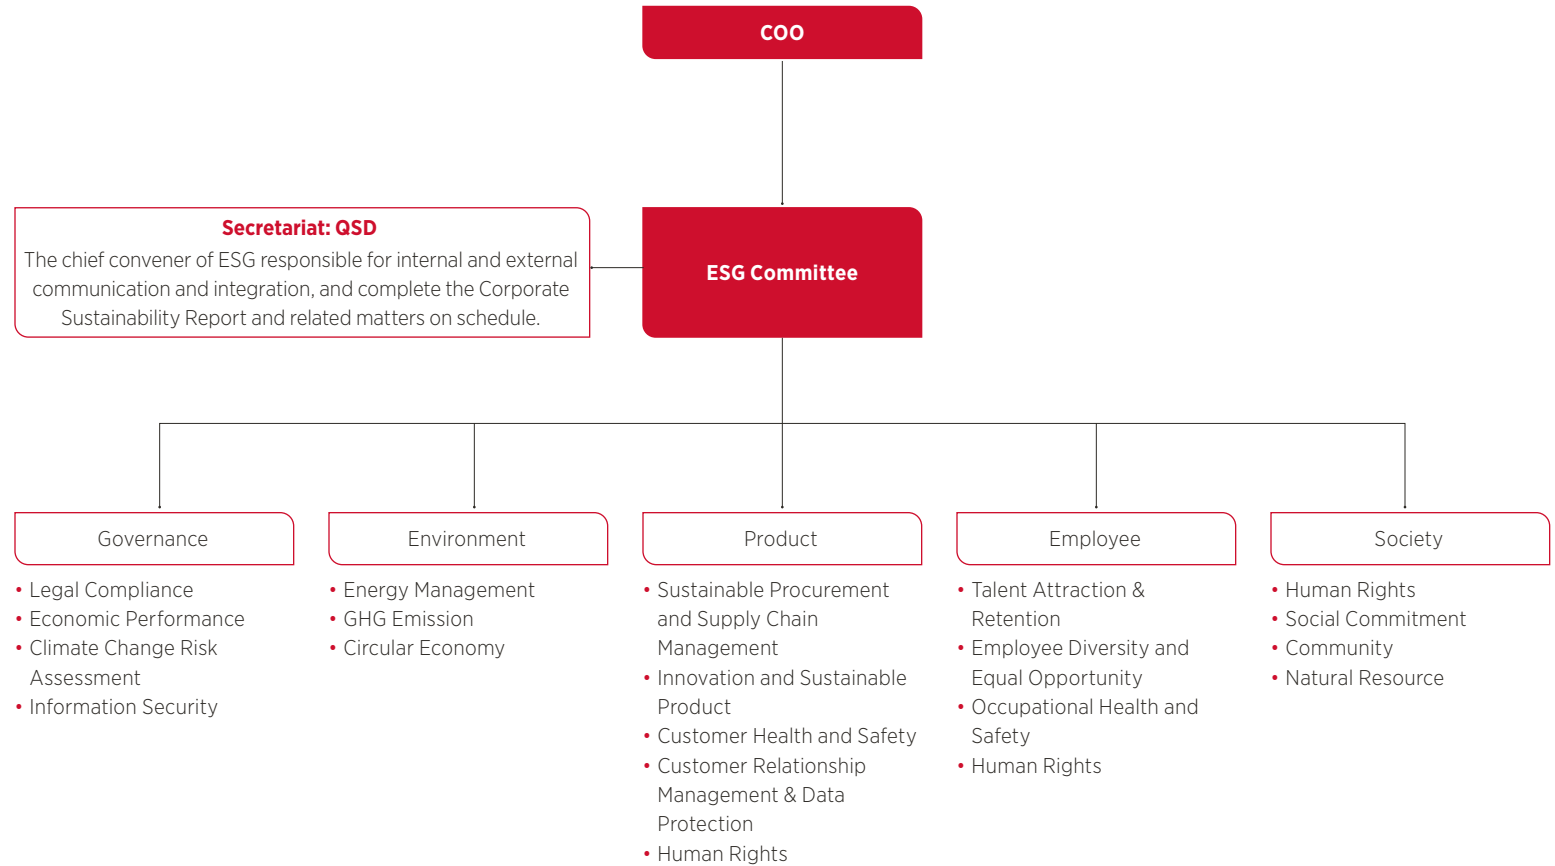 COO
Secretariat: QSD
The chief convener of ESG responsible for internal and external
communication and integration, and complete the Corporate
Sustainability Report and related matters on schedule.
ESG Committee
Governance
• Legal Compliance
• Economic Performance
• Climate Change Risk
Assessment
• Information Security
Environment
• Energy Management
• GHG Emission
• Circular Economy
Product
• Sustainable Procurement
and Supply Chain
Management
• Innovation and Sustainable
Product
• Customer Health and Safety
• Customer Relationship
Management & Data
Protection
• Human Rights
Employee
• Talent Attraction &
Retention
• Employee Diversity and
Equal Opportunity
• Occupational Health and
Safety
• Human Rights
Society
• Human Rights
• Social Commitment
• Community
• Natural Resource